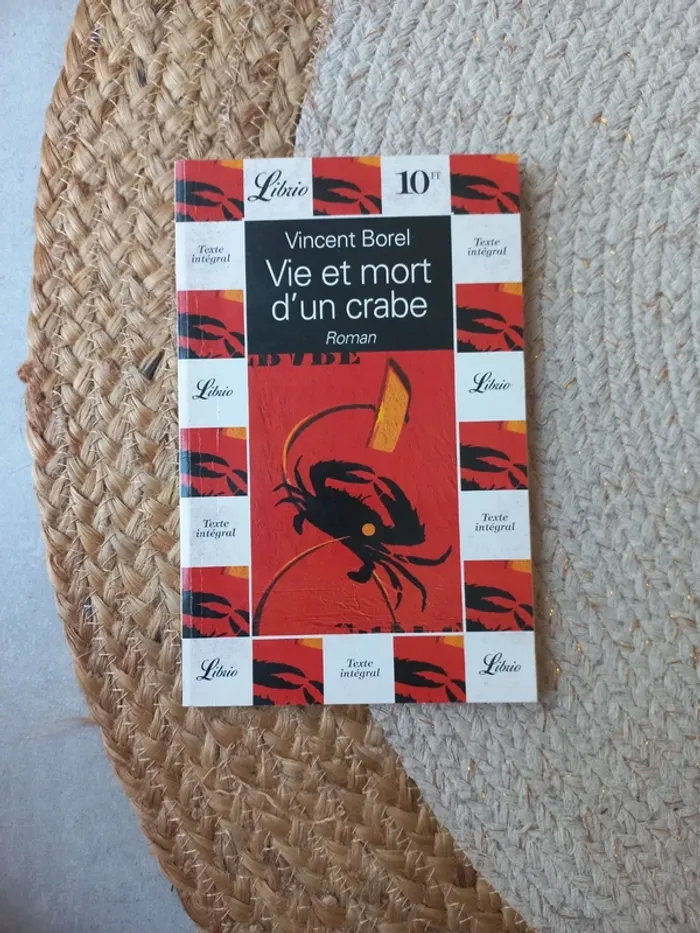 Librio
10FF
Texte
intégral
Vincent Borel
Vie et mort
d'un crabe
Roman
Texte
intégral
Librio
Librio
Texte
intégral
Texte
intégral
Librio
Texte
intégral
Librio